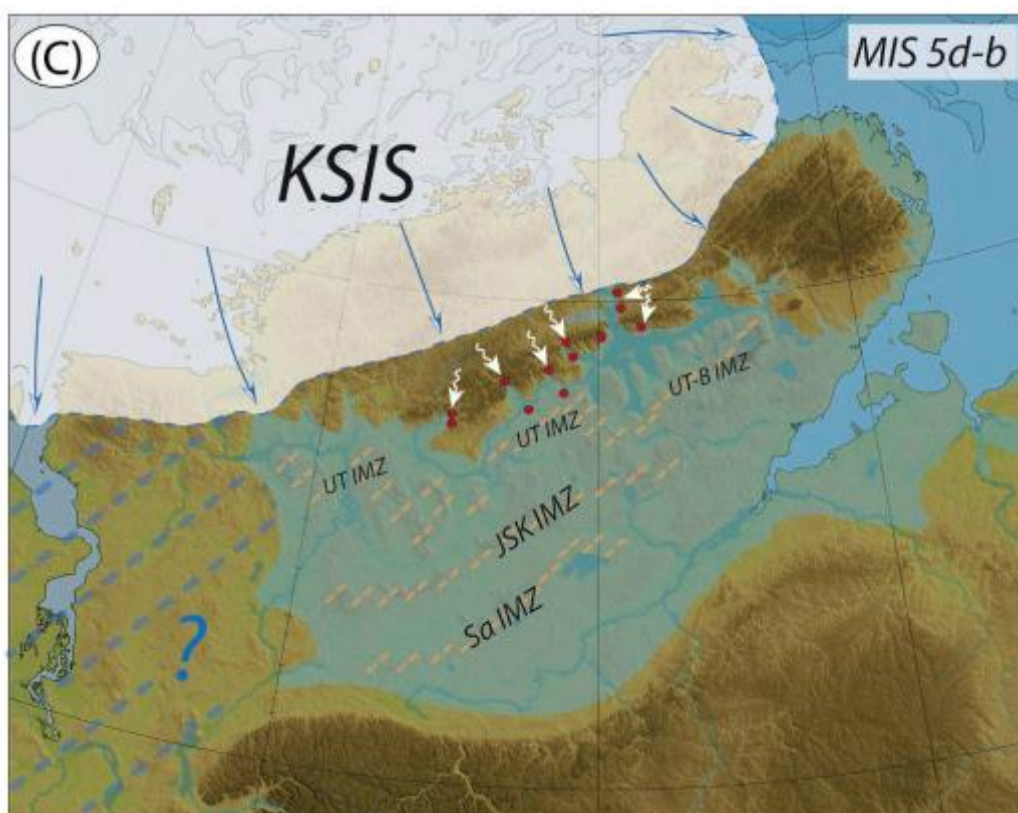 (C)
MIS 5d-b
KSIS
UT-B IMZ
UT IMZ
UT IMZ
JSK IMZ
Sa IMZ
?